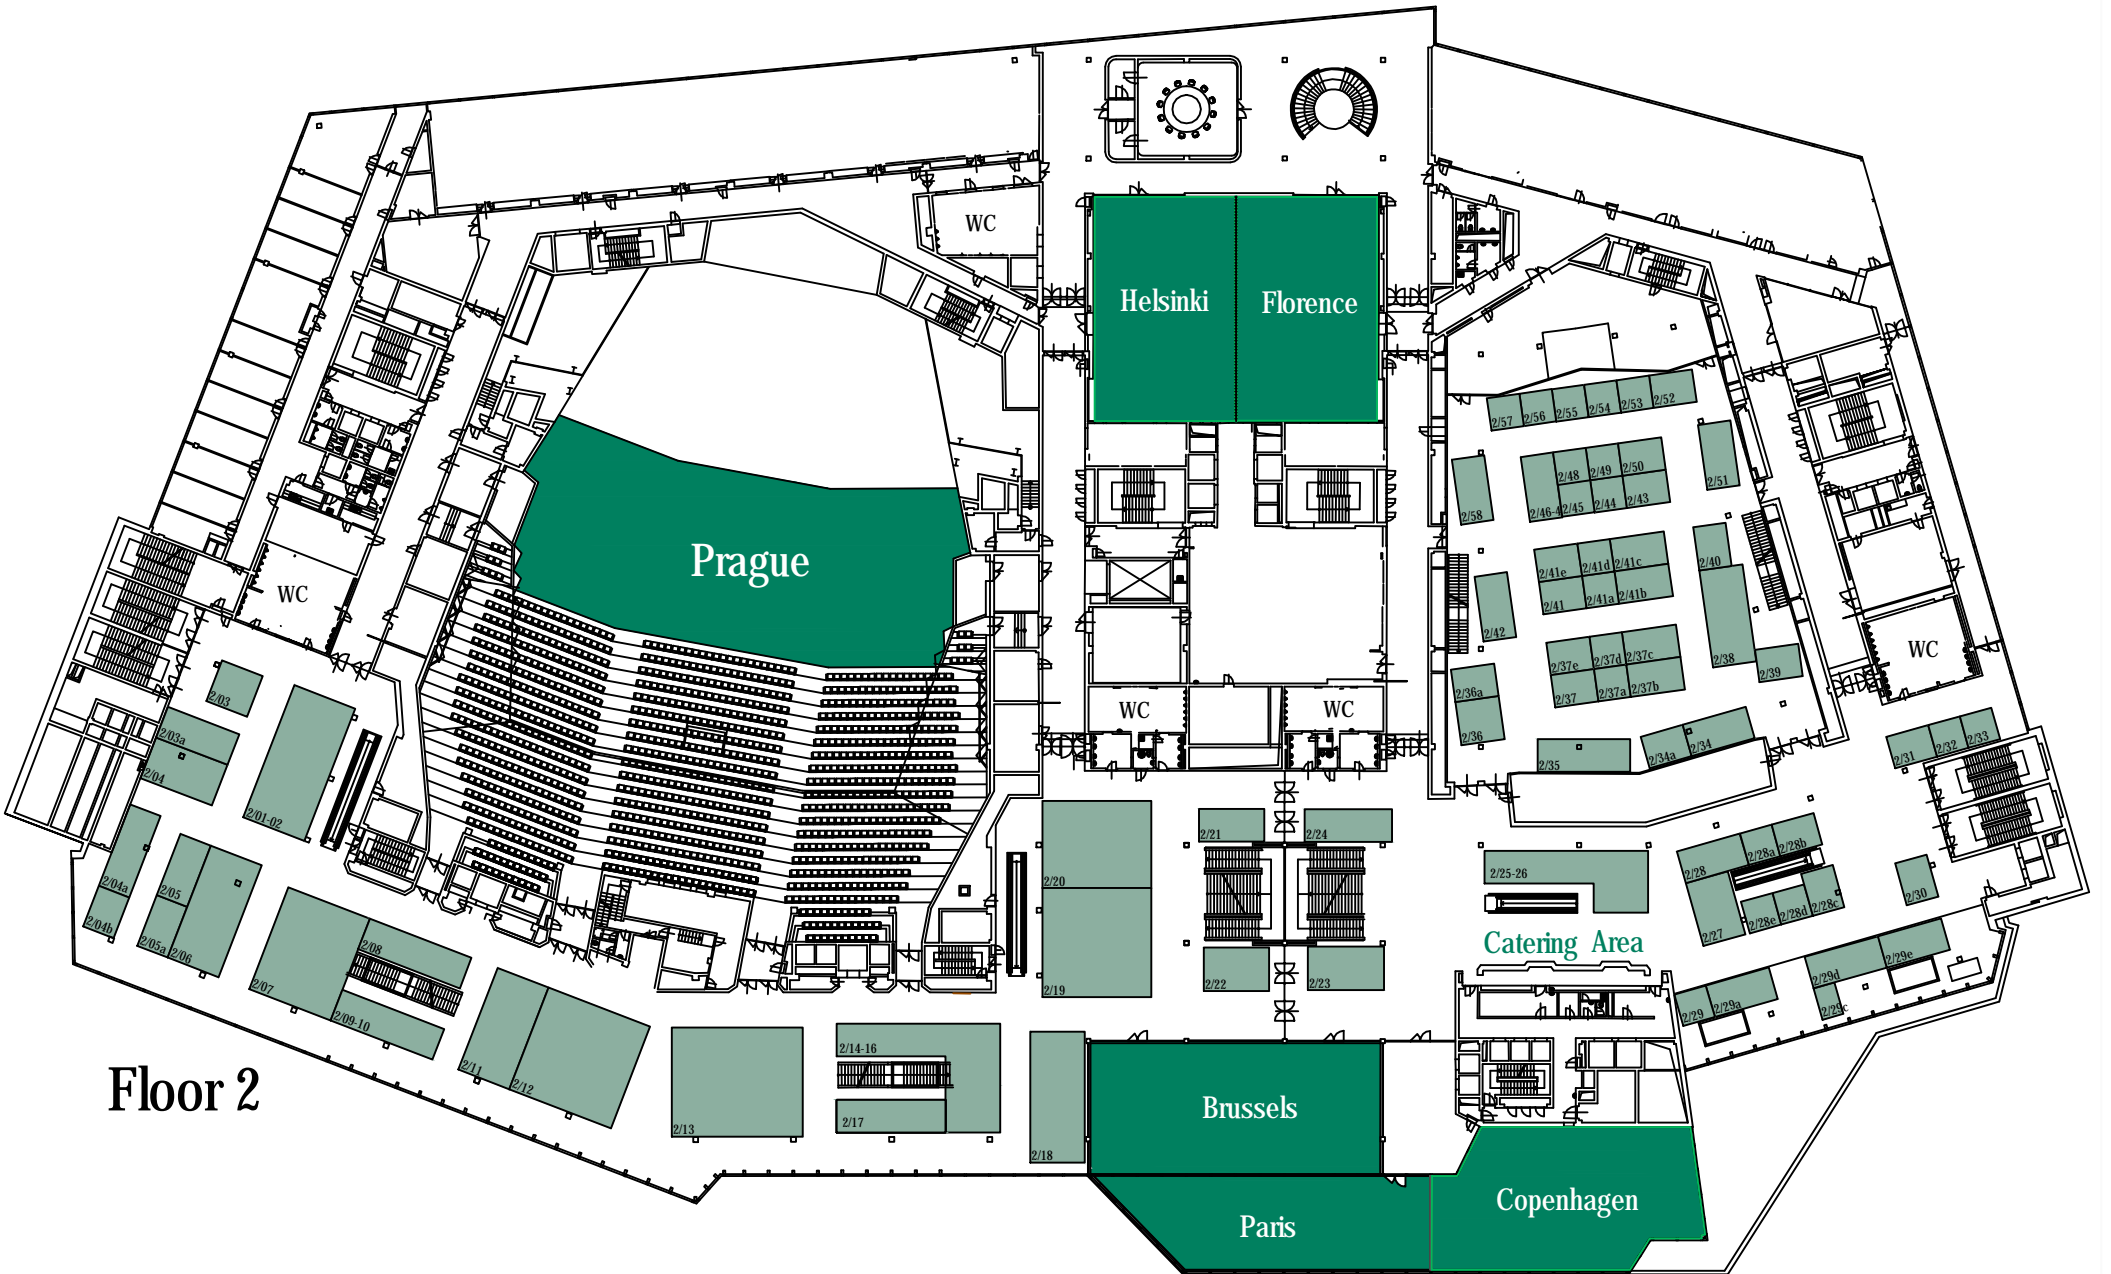 WC
Helsinki
Florence
2/57
2/56
2/55
2/54
2/53
2/52
2/58
2/48
2/49
2/50
2/51
2/46-4
2/45
2/44
2/43
Prague
WC
2/41e
2/41d
2/41c
2/40
2/41
2/41a
2/41b
2/42
2/37e
2/37d
2/37c
2/38
2/39
WC
2/36a
2/37
2/37a
2/37b
2/36
2/35
2/34a
2/34
2/31
2/32
2/33
WC
WC
2/03
2/03a
2/04
2/01-02
2/04a
2/04b
2/05
2/05a
2/06
2/08
2/07
2/09-10
2/11
2/12
2/13
2/14-16
2/17
2/18
2/19
2/20
2/21
2/24
2/22
2/23
2/25-26
2/28
2/28a
2/28b
2/27
2/28e
2/28d
2/28c
2/30
Catering Area
2/29
2/29a
2/29d
2/29e
2/29c
Floor 2
Brussels
Paris
Copenhagen